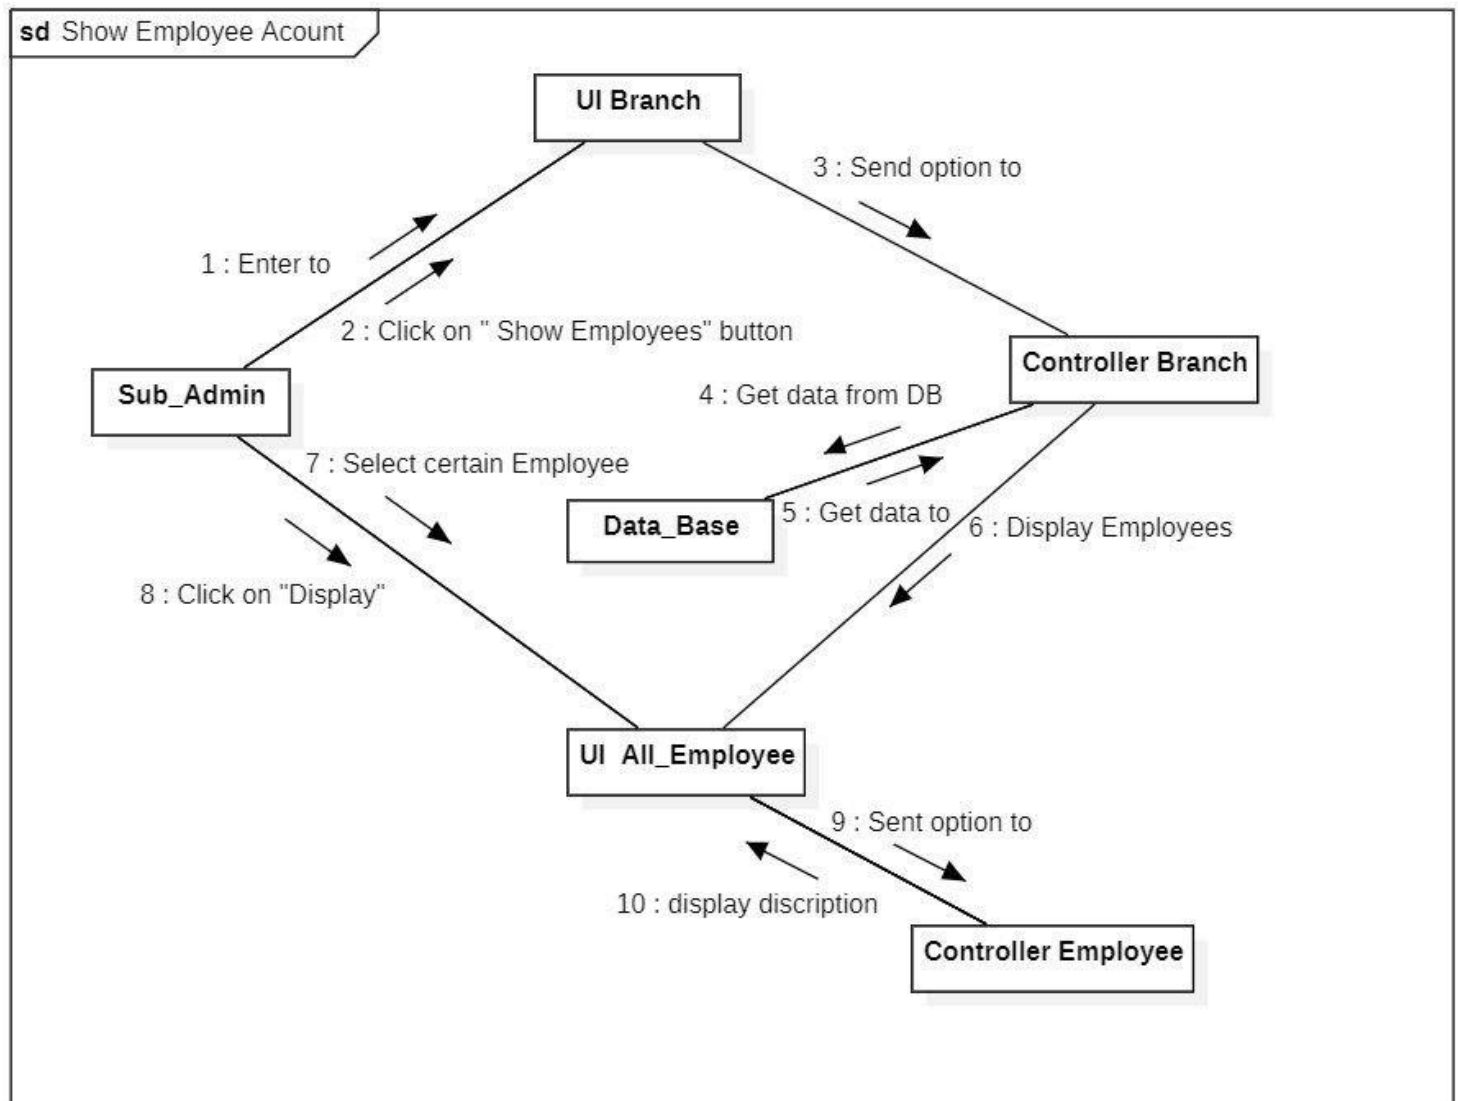 sd Show Employee Acount
UI Branch
3 : Send option to
1 : Enter to
2 : Click on " Show Employees" button
Controller Branch
Sub_Admin
4 : Get data from DB
7 : Select certain Employee
Data_Base
5 : Get data to
6 : Display Employees
8 : Click on "Display"
UI All_Employee
9 : Sent option to
10 : display discription
Controller Employee